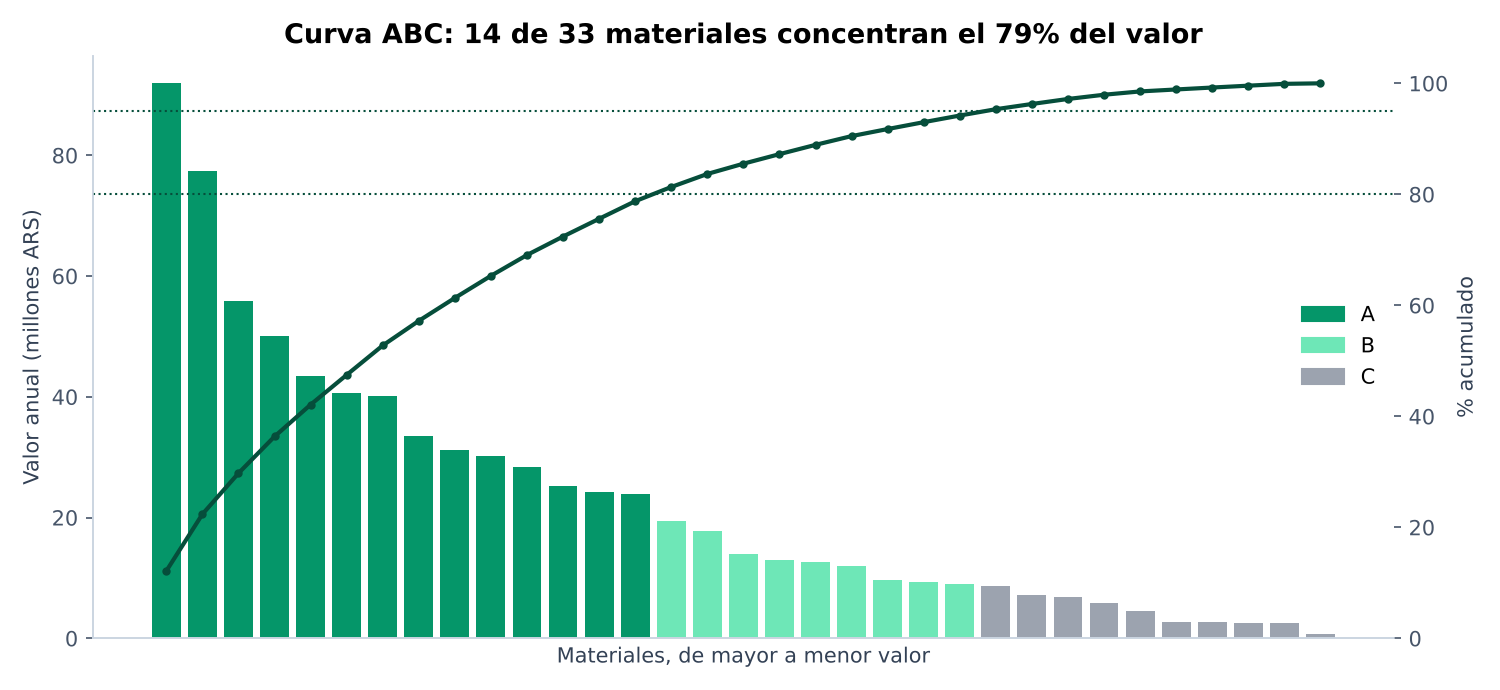 Curva ABC: 14 de 33 materiales concentran el 79% del valor
Valor anual (millones ARS)
80
60
40
20
0
100
80
60
40
20
0
% acumulado
A
B
C
Materiales, de mayor a menor valor